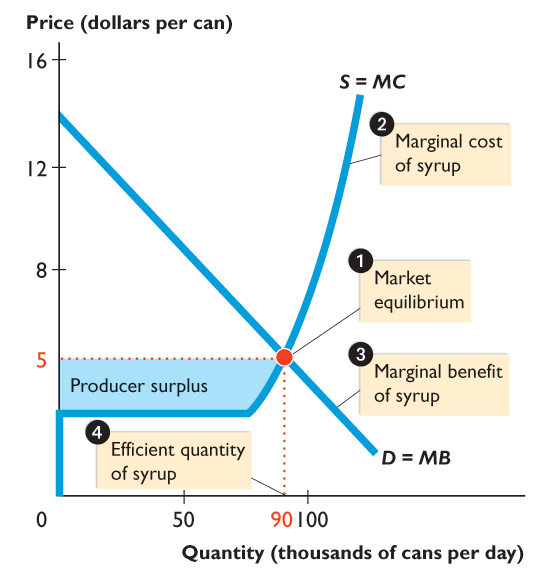 Price (dollars per can)
16
S = MC
2
Marginal cost
of syrup
12
1
Market
equilibrium
8
3
Marginal benefit
of syrup
5
Producer surplus
4
Efficient quantity
of syrup
D = MB
0
50
90
100
Quantity (thousands of cans per day)